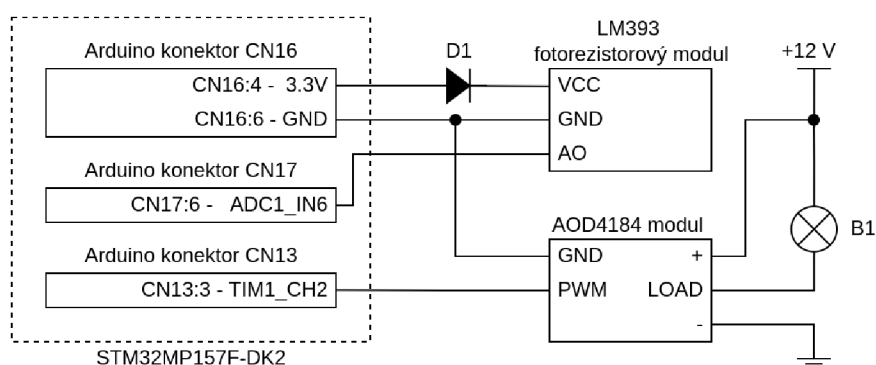 Arduino konektor CN16
CN16:4 - 3.3V
CN16:6 - GND
Arduino konektor CN17
CN17:6 - ADC1_IN6
Arduino konektor CN13
CN13:3 - TIM1_CH2
STM32MP157F-DK2
D1
LM393
fotorezistorový modul
VCC
GND
AO
AOD4184 modul
GND
+
PWM
LOAD
-
+12 V
B1